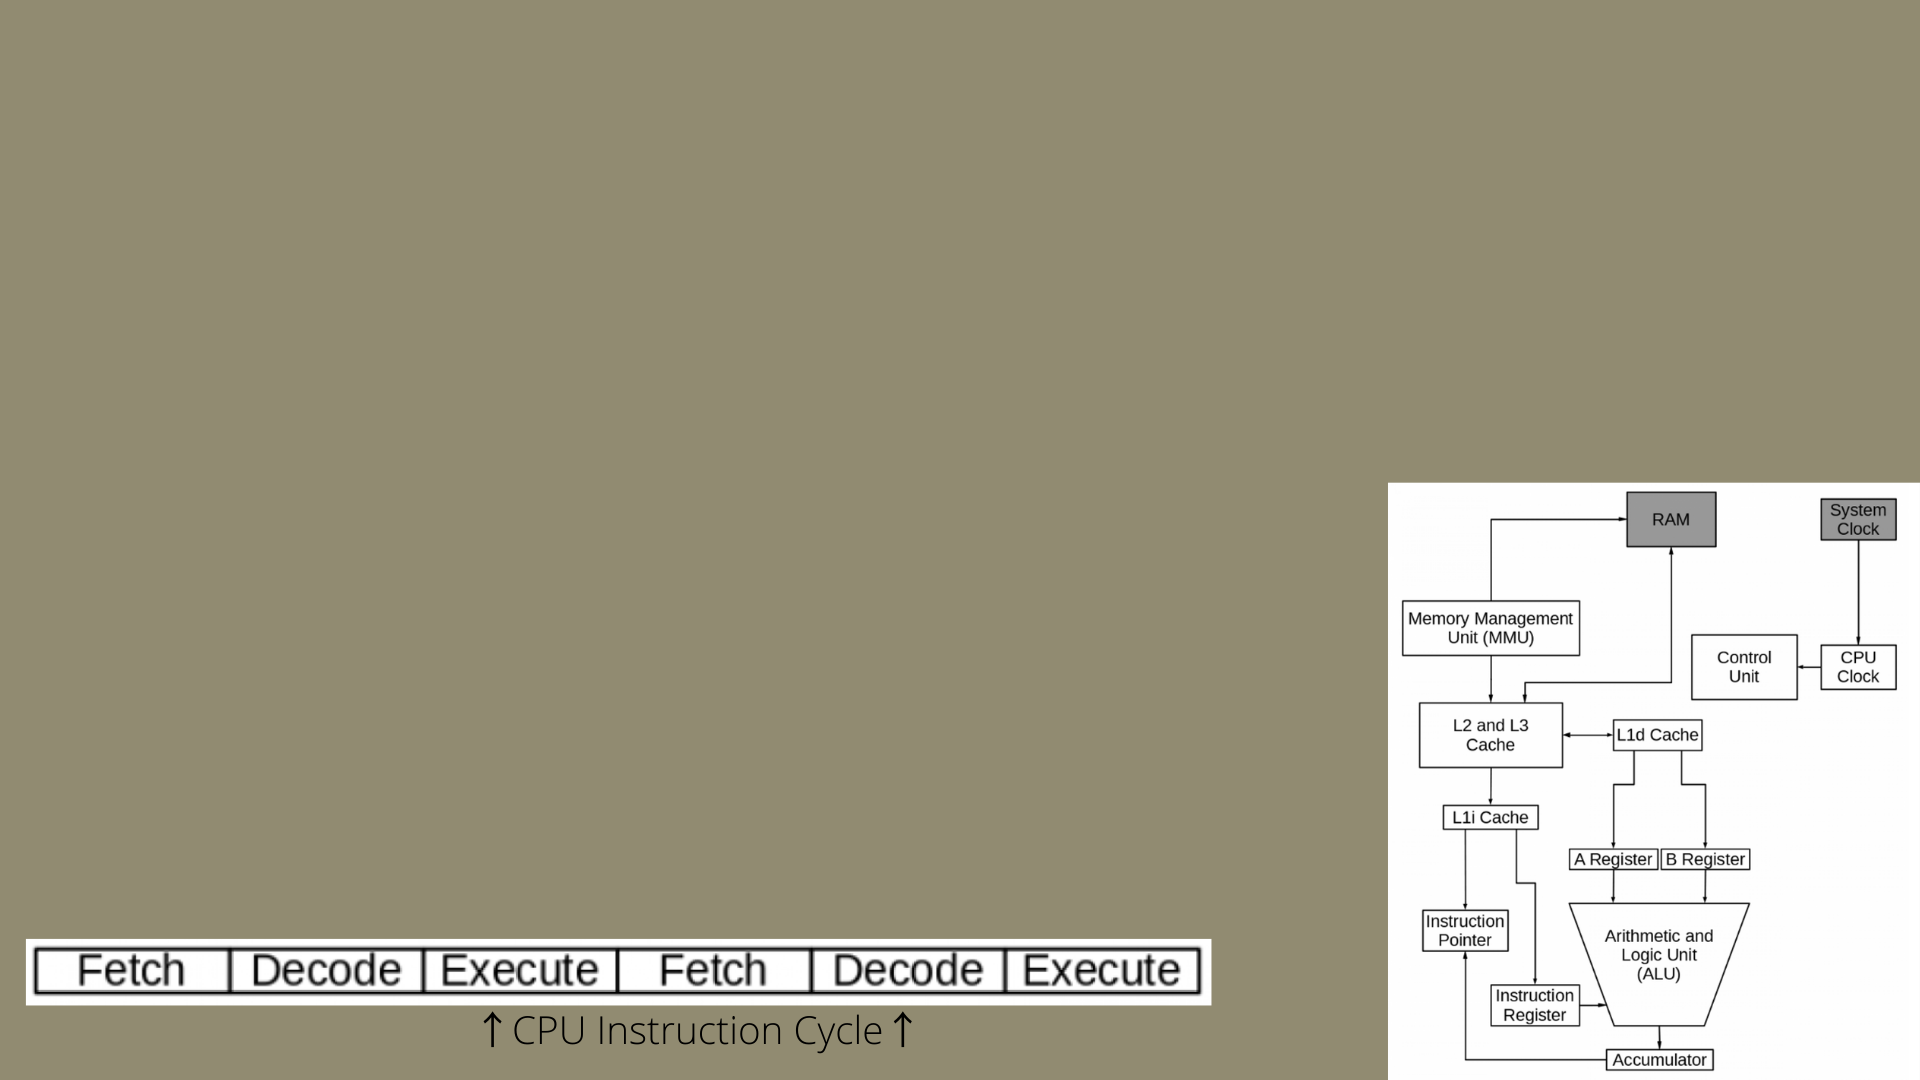 RAM
System
Clock
Memory Management
Unit (MMU)
Control
Unit
CPU
Clock
L2 and L3
Cache
L1d Cache
L1i Cache
A Register
B Register
Instruction
Pointer
Arithmetic and
Logic Unit
(ALU)
Instruction
Register
Accumulator
Fetch Decode Execute Fetch Decode Execute
↑ CPU Instruction Cycle ↑